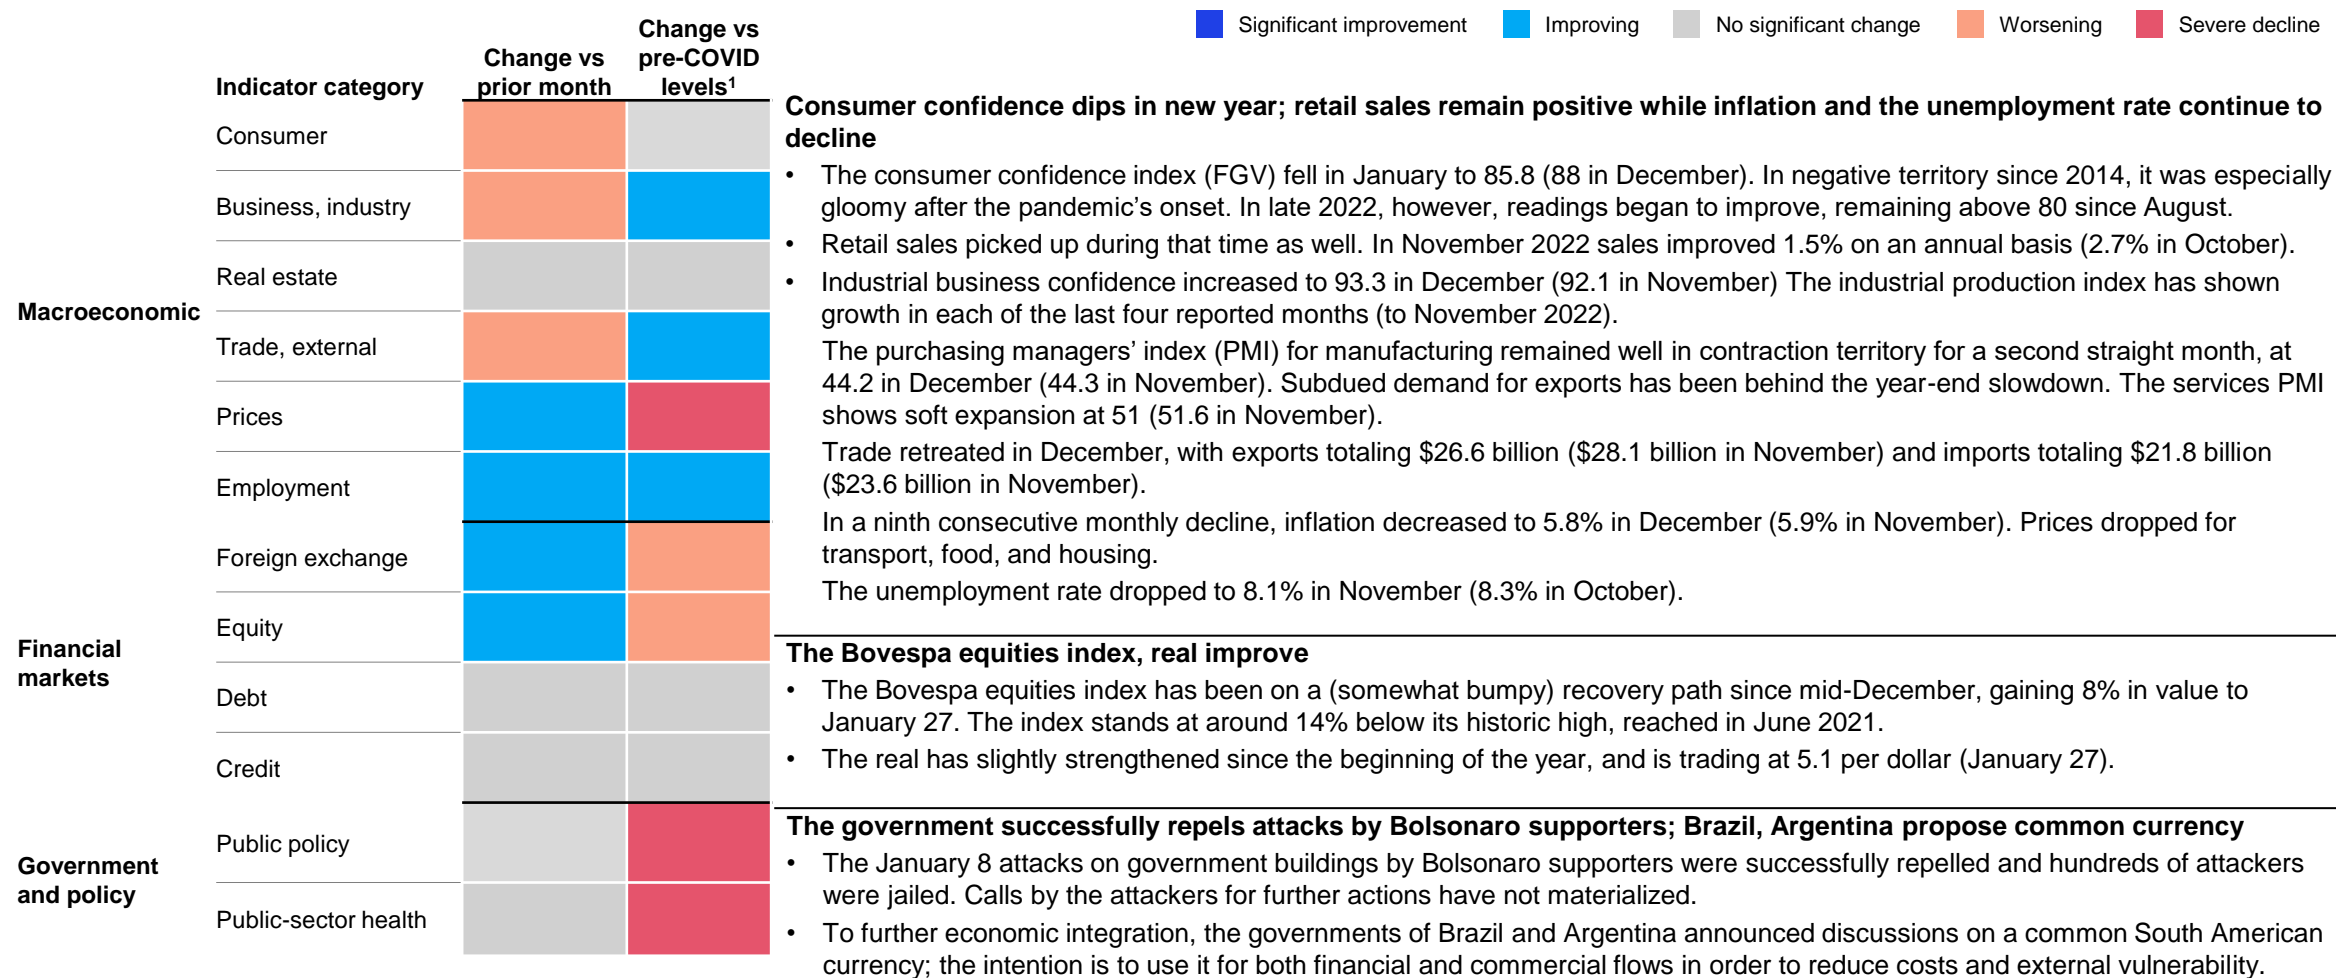 Significant improvement
Improving
No significant change
Worsening
Severe decline
Indicator category
Change vs
prior month
Change vs
pre-COVID
levels¹
Macroeconomic
Consumer
Business, industry
Real estate
Trade, external
Prices
Employment
Financial
markets
Foreign exchange
Equity
Debt
Credit
Government
and policy
Public policy
Public-sector health
Consumer confidence dips in new year; retail sales remain positive while inflation and the unemployment rate continue to
decline
• The consumer confidence index (FGV) fell in January to 85.8 (88 in December). In negative territory since 2014, it was especially
gloomy after the pandemic’s onset. In late 2022, however, readings began to improve, remaining above 80 since August.
• Retail sales picked up during that time as well. In November 2022 sales improved 1.5% on an annual basis (2.7% in October).
• Industrial business confidence increased to 93.3 in December (92.1 in November) The industrial production index has shown
growth in each of the last four reported months (to November 2022).
The purchasing managers’ index (PMI) for manufacturing remained well in contraction territory for a second straight month, at
44.2 in December (44.3 in November). Subdued demand for exports has been behind the year-end slowdown. The services PMI
shows soft expansion at 51 (51.6 in November).
Trade retreated in December, with exports totaling $26.6 billion ($28.1 billion in November) and imports totaling $21.8 billion
($23.6 billion in November).
In a ninth consecutive monthly decline, inflation decreased to 5.8% in December (5.9% in November). Prices dropped for
transport, food, and housing.
The unemployment rate dropped to 8.1% in November (8.3% in October).
The Bovespa equities index, real improve
• The Bovespa equities index has been on a (somewhat bumpy) recovery path since mid-December, gaining 8% in value to
January 27. The index stands at around 14% below its historic high, reached in June 2021.
• The real has slightly strengthened since the beginning of the year, and is trading at 5.1 per dollar (January 27).
The government successfully repels attacks by Bolsonaro supporters; Brazil, Argentina propose common currency
• The January 8 attacks on government buildings by Bolsonaro supporters were successfully repelled and hundreds of attackers
were jailed. Calls by the attackers for further actions have not materialized.
• To further economic integration, the governments of Brazil and Argentina announced discussions on a common South American
currency; the intention is to use it for both financial and commercial flows in order to reduce costs and external vulnerability.